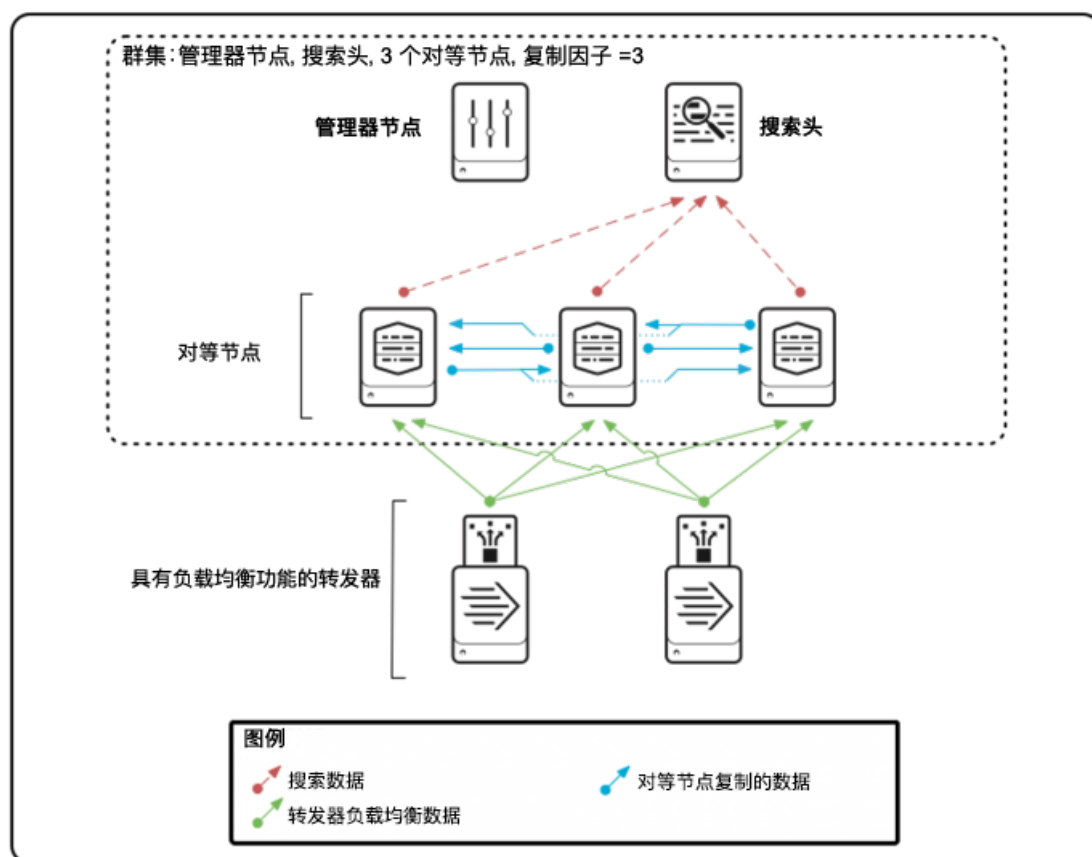 群集:管理器节点, 搜索头, 3 个对等节点, 复制因子 =3
管理器节点
搜索头
对等节点
具有负载均衡功能的转发器
图例
搜索数据
对等节点复制的数据
转发器负载均衡数据